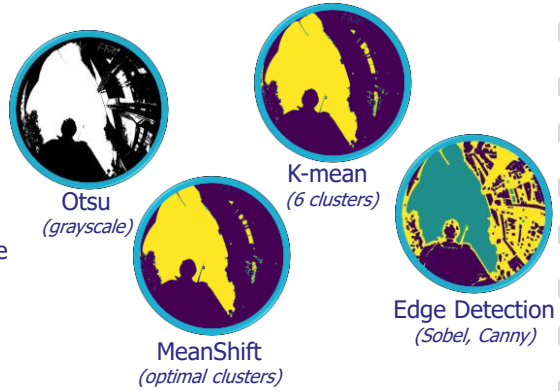 K-mean
(6 clusters)
Otsu
(grayscale)
e
Edge Detection
(Sobel, Canny)
MeanShift
(optimal clusters)